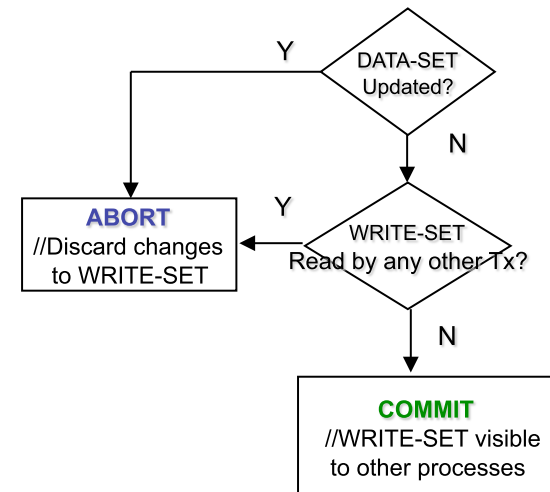 Y
DATA-SET
Updated?
N
ABORT
//Discard changes
to WRITE-SET
Y
WRITE-SET
Read by any other Tx?
N
COMMIT
//WRITE-SET visible
to other processes